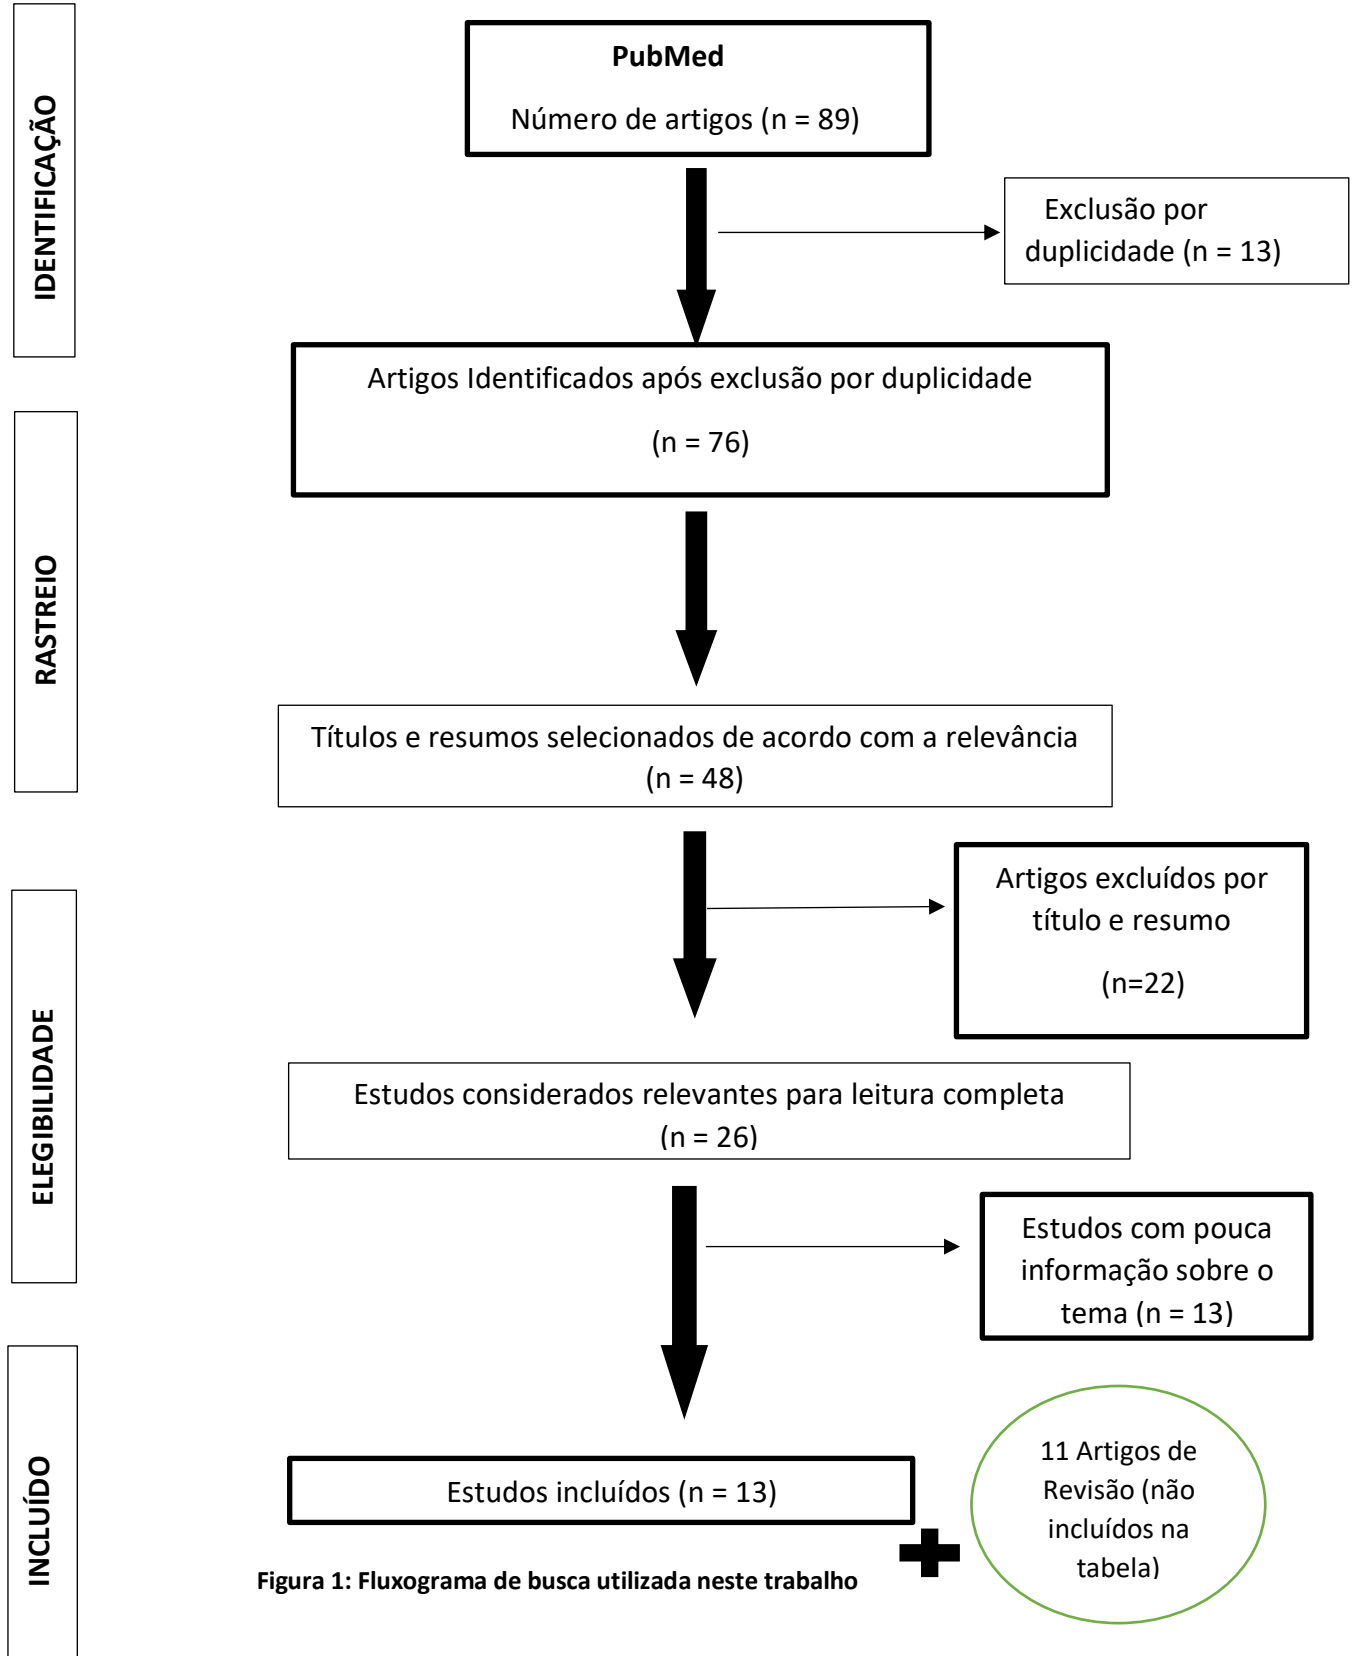 IDENTIFICAÇÃO
PubMed
Número de artigos (n = 89)
Exclusão por
duplicidade (n = 13)
Artigos Identificados após exclusão por duplicidade
(n = 76)
RASTREIO
Títulos e resumos selecionados de acordo com a relevância
(n = 48)
Artigos excluídos por
título e resumo
(n=22)
ELEGIBILIDADE
Estudos considerados relevantes para leitura completa
(n = 26)
Estudos com pouca
informação sobre o
tema (n = 13)
INCLUÍDO
Estudos incluídos (n = 13)
11 Artigos de
Revisão (não
incluídos na
tabela)
Figura 1: Fluxograma de busca utilizada neste trabalho